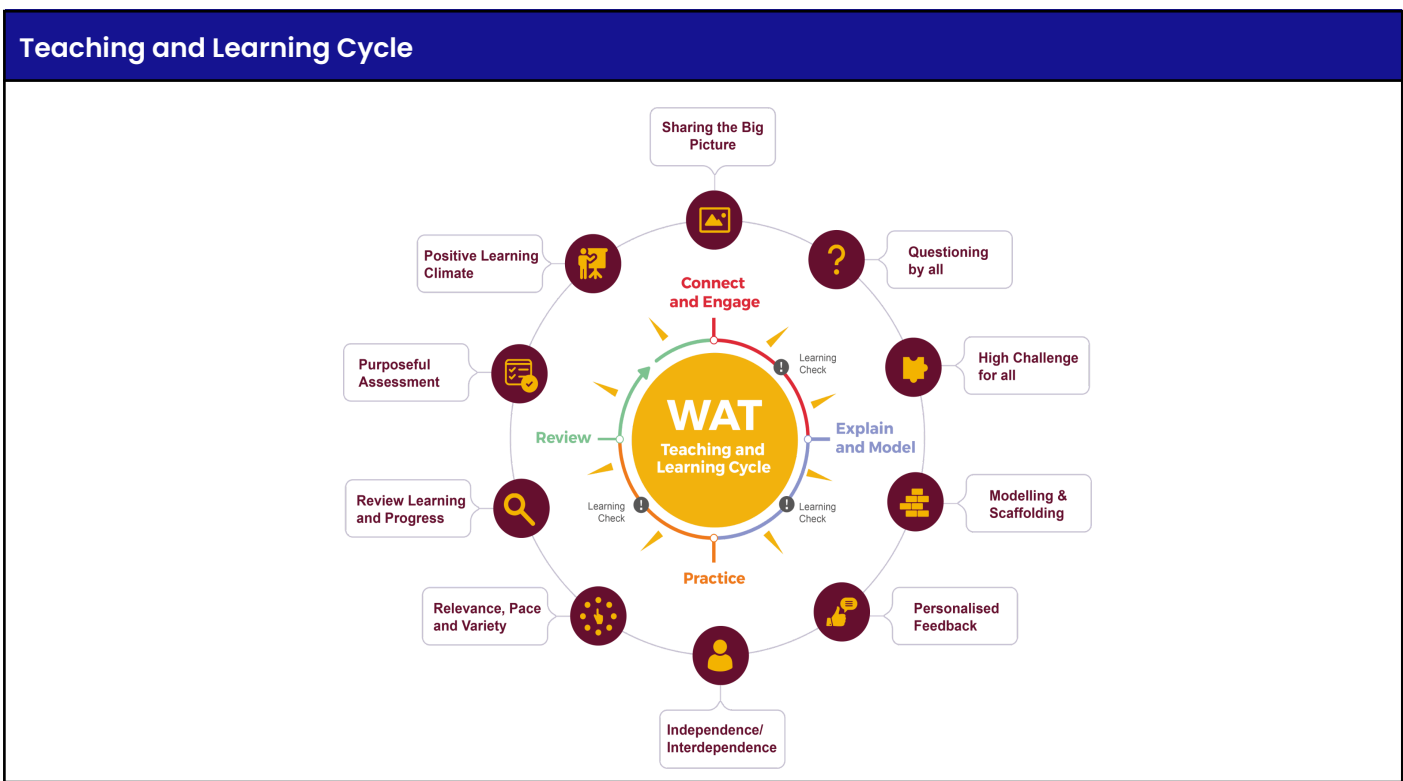 Teaching and Learning Cycle
Sharing the Big
Picture
Positive Learning
Climate
Questioning
by all
Connect
and Engage
Learning
Check
Purposeful
Assessment
High Challenge
for all
WAT
Teaching and
Learning Cycle
Explain
and Model
Review
Review Learning
and Progress
Learning
Check
Learning
Check
Modelling &
Scaffolding
Practice
Relevance, Pace
and Variety
Personalised
Feedback
Independence/
Interdependence